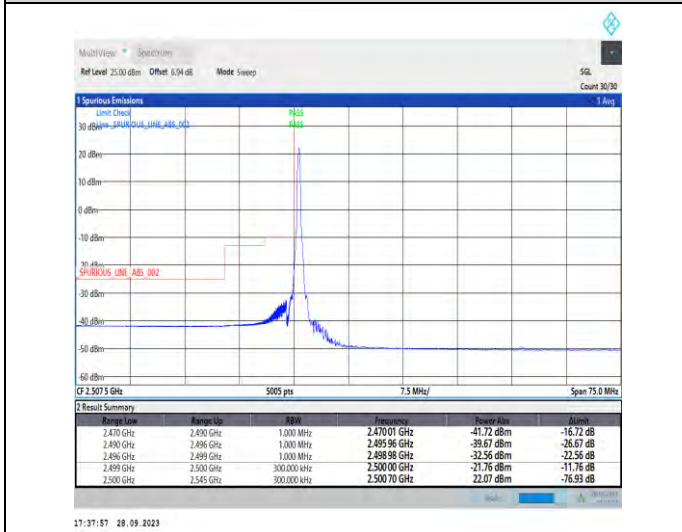 MultiView Spectrum
Ref Level 25.00 dBm Offset 6.94 dB Mode Sweep SGL
Count 30/30
1 Spurious Emissions 1 Avg
Limit Check PASS
30 dBm Line _SPURIOUS_LINE_ABS_002 PASS
20 dBm
10 dBm
0 dBm
-10 dBm
-20 dBm
SPURIOUS_LINE_ABS_002
-30 dBm
-40 dBm
-50 dBm
-60 dBm
CF 2.5075 GHz 5005 pts 7.5 MHz/ Span 75.0 MHz
2 Result Summary
Range Low Range Up RBW Frequency Power Abs ΔLimit
2.470 GHz 2.490 GHz 1.000 MHz 2.470 01 GHz -41.72 dBm -16.72 dB
2.490 GHz 2.496 GHz 1.000 MHz 2.495 96 GHz -39.67 dBm -26.67 dB
2.496 GHz 2.499 GHz 1.000 MHz 2.498 98 GHz -32.56 dBm -22.56 dB
2.499 GHz 2.500 GHz 300.000 kHz 2.500 00 GHz -21.76 dBm -11.76 dB
2.500 GHz 2.545 GHz 300.000 kHz 2.500 70 GHz 22.07 dBm -76.93 dB
17:37:57 28.09.2023